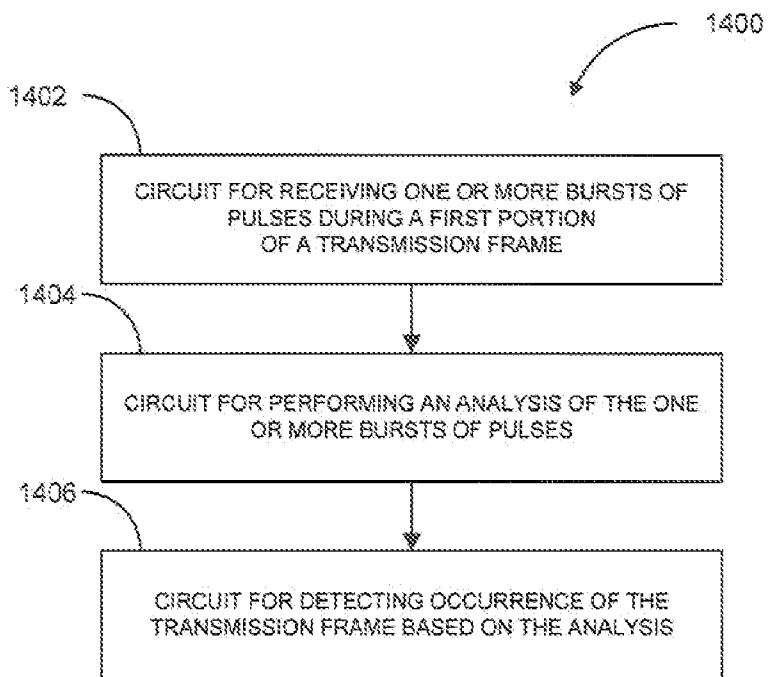 1400
1402
CIRCUIT FOR RECEIVING ONE OR MORE BURSTS OF
PULSES DURING A FIRST PORTION
OF A TRANSMISSION FRAME
1404
CIRCUIT FOR PERFORMING AN ANALYSIS OF THE ONE
OR MORE BURSTS OF PULSES
1406
CIRCUIT FOR DETECTING OCCURRENCE OF THE
TRANSMISSION FRAME BASED ON THE ANALYSIS